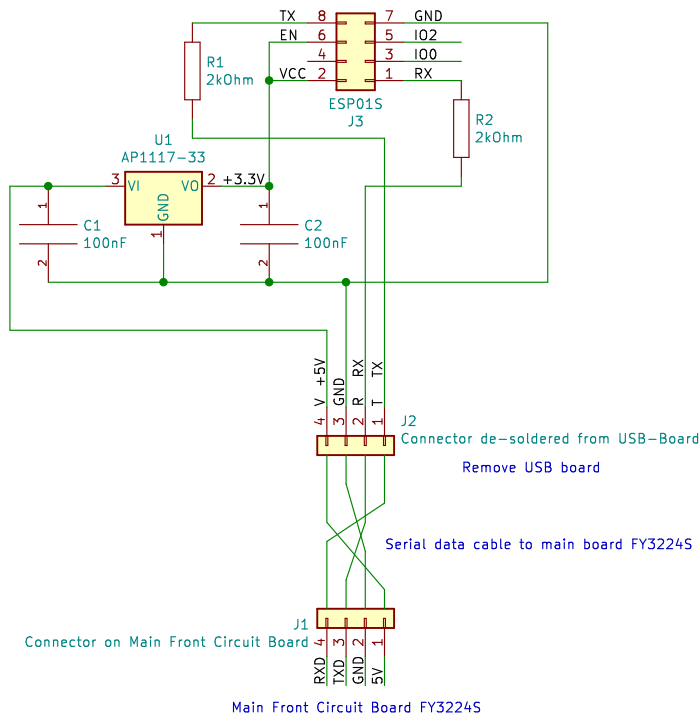 TX 8 7 GND
EN 6 5 IO2
4 3 IO0
VCC 2 1 RX
ESP01S
J3
R1
2kOhm
R2
2kOhm
U1
AP1117-33
3 VI VO 2 +3.3V
GND
1
1
C1
100nF
2
1
C2
100nF
2
V +5V
GND
R RX
T TX
4 3 2 1
J2
Connector de-soldered from USB-Board
Remove USB board
Serial data cable to main board FY3224S
J1
Connector on Main Front Circuit Board
4 3 2 1
RXD
TXD
GND
5V
Main Front Circuit Board FY3224S